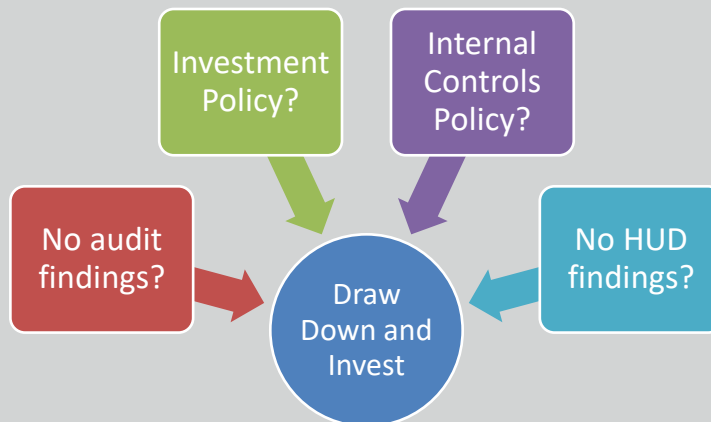 Investment
Policy?
Internal
Controls
Policy?
No audit
findings?
No HUD
findings?
Draw
Down and
Invest